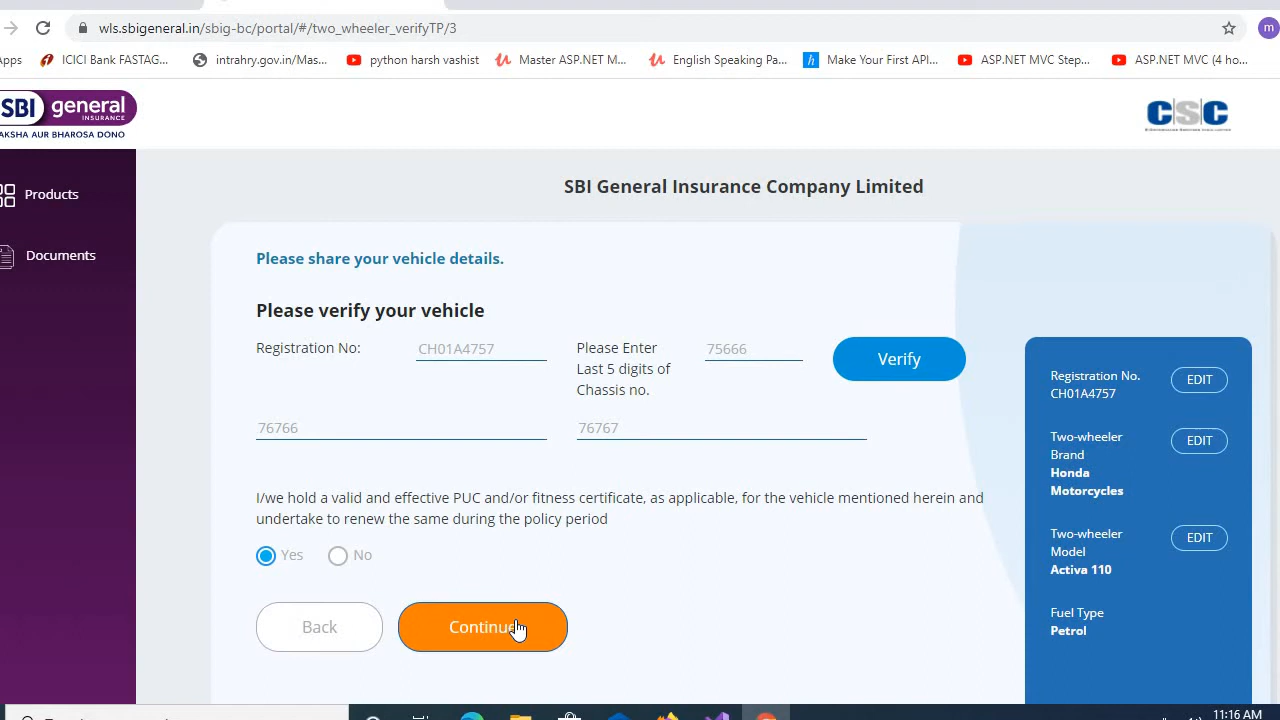 wls.sbigeneral.in/sbig-bc/portal/#/two_wheeler_verifyTP/3
m
Apps
ICICI Bank FASTAG...
intrahry.gov.in/Mas...
python harsh vashist
Master ASP.NET M...
English Speaking Pa...
Make Your First API...
ASP.NET MVC Step...
ASP.NET MVC (4 ho...
SBI general
INSURANCE
AKSHA AUR BHAROSA DONO
CSC
Products
Documents
SBI General Insurance Company Limited
Please share your vehicle details.
Please verify your vehicle
Registration No:
CH01A4757
Please Enter
Last 5 digits of
Chassis no.
75666
Verify
76766
76767
I/we hold a valid and effective PUC and/or fitness certificate, as applicable, for the vehicle mentioned herein and
undertake to renew the same during the policy period
Yes
No
Back
Continue
Registration No.
CH01A4757
EDIT
Two-wheeler
Brand
Honda
Motorcycles
EDIT
Two-wheeler
Model
Activa 110
EDIT
Fuel Type
Petrol
11:16 AM